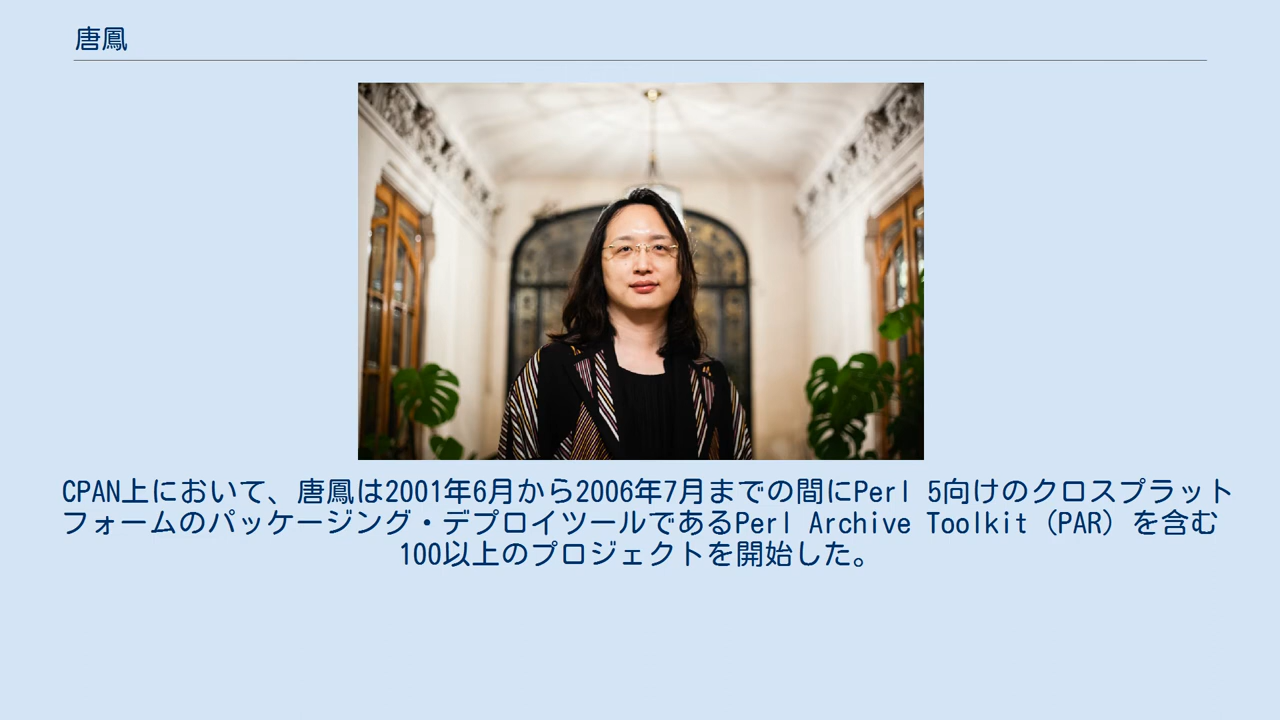 唐鳳
CPAN上において、唐鳳は2001年6月から2006年7月までの間にPerl 5向けのクロスプラット
フォームのパッケージング・デプロイツールであるPerl Archive Toolkit（PAR）を含む
100以上のプロジェクトを開始した。